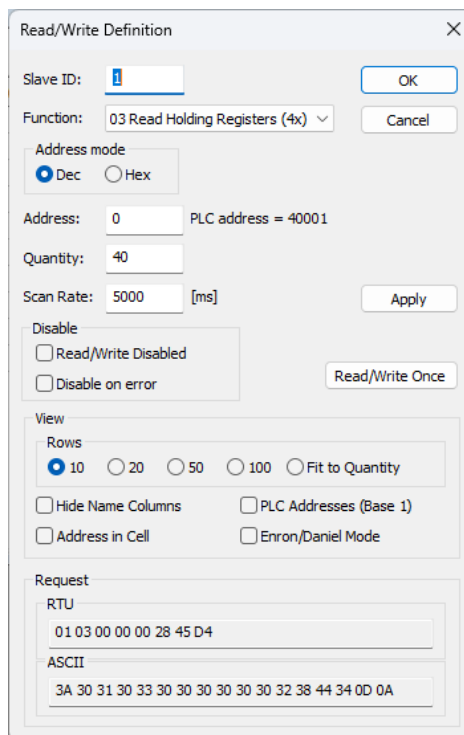 Read/Write Definition
Slave ID: 1 OK
Function: 03 Read Holding Registers (4x) Cancel
Address mode
Dec Hex
Address: 0 PLC address = 40001
Quantity: 40
Scan Rate: 5000 [ms] Apply
Disable
Read/Write Disabled
Disable on error
Read/Write Once
View
Rows
10 20 50 100 Fit to Quantity
Hide Name Columns PLC Addresses (Base 1)
Address in Cell Enron/Daniel Mode
Request
RTU
01 03 00 00 00 28 45 D4
ASCII
3A 30 31 30 33 30 30 30 30 30 30 32 38 44 34 0D 0A